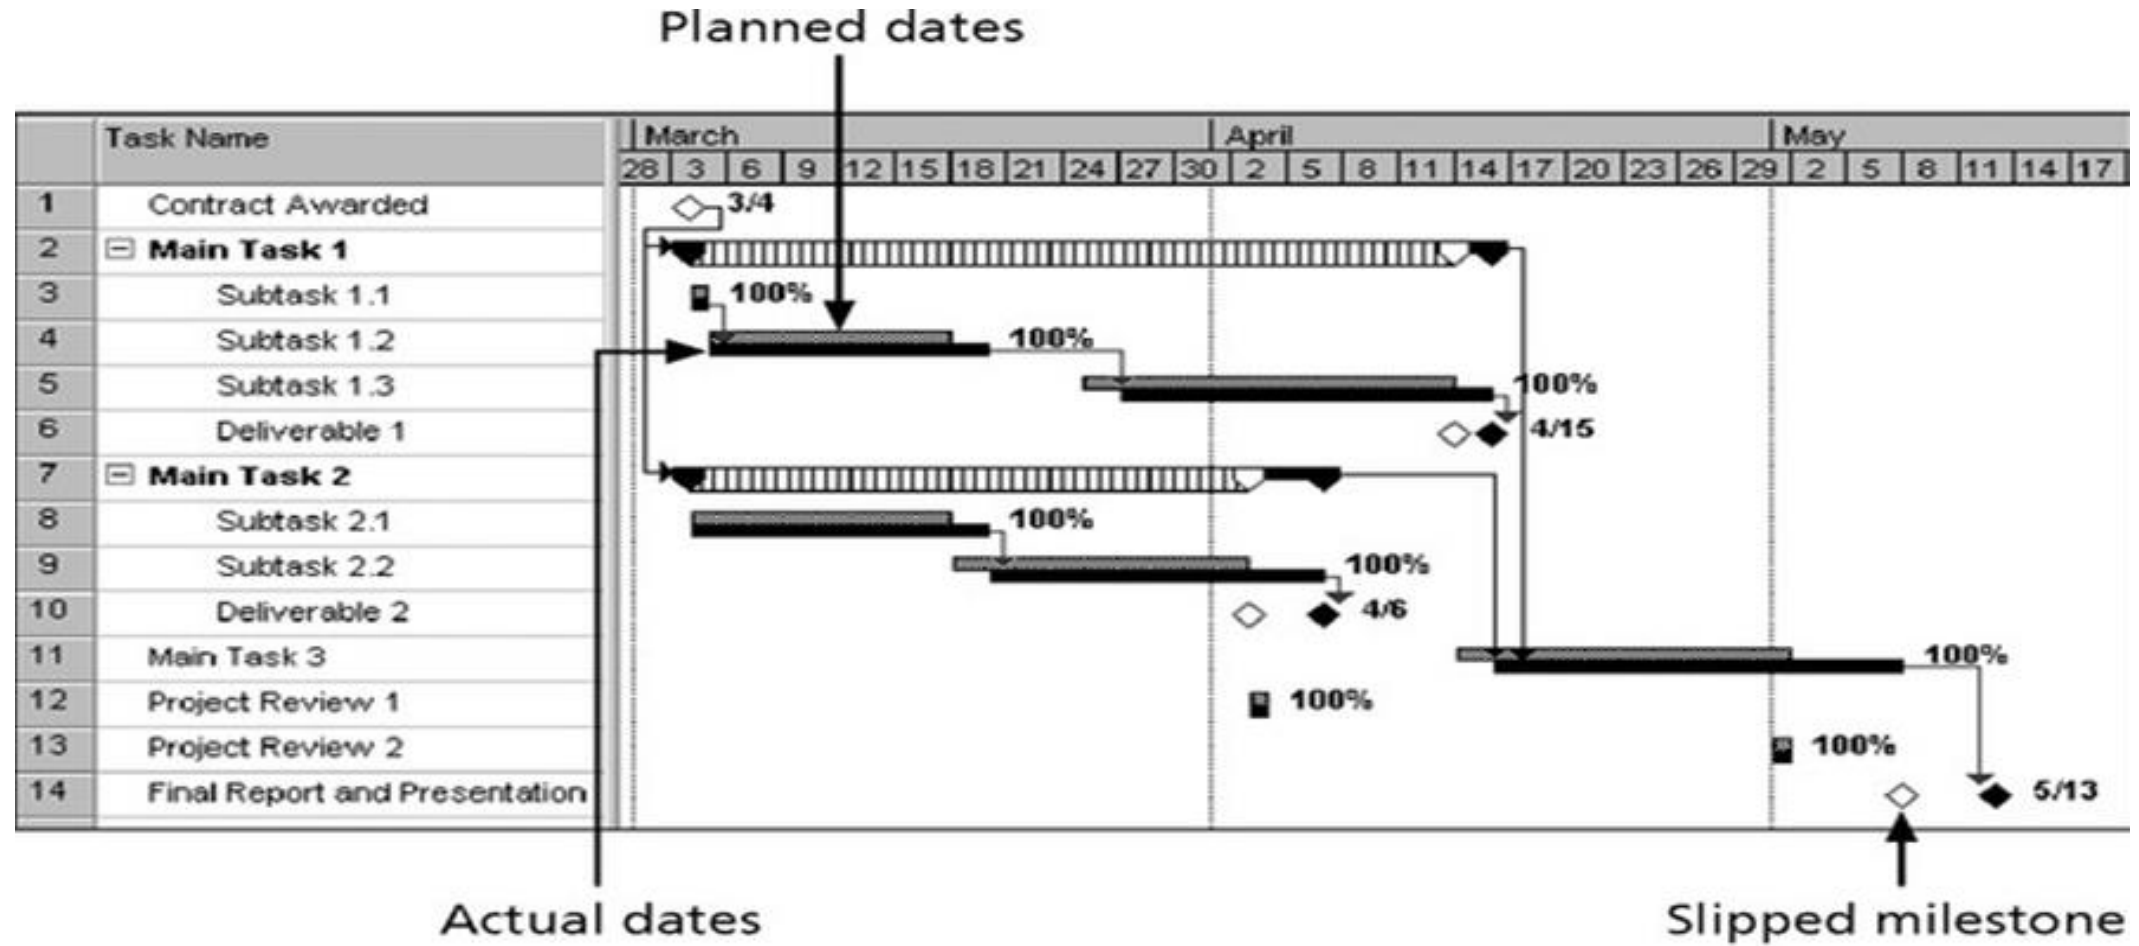 Planned dates
Task Name March April May
28 3 6 9 12 15 18 21 24 27 30 2 5 8 11 14 17 20 23 26 29 2 5 8 11 14 17
1 Contract Awarded 3/4
2 Main Task 1
3 Subtask 1.1 100%
4 Subtask 1.2 100%
5 Subtask 1.3 100%
6 Deliverable 1 4/15
7 Main Task 2
8 Subtask 2.1 100%
9 Subtask 2.2 100%
10 Deliverable 2 4/6
11 Main Task 3 100%
12 Project Review 1 100%
13 Project Review 2 100%
14 Final Report and Presentation 5/13
Actual dates Slipped milestone